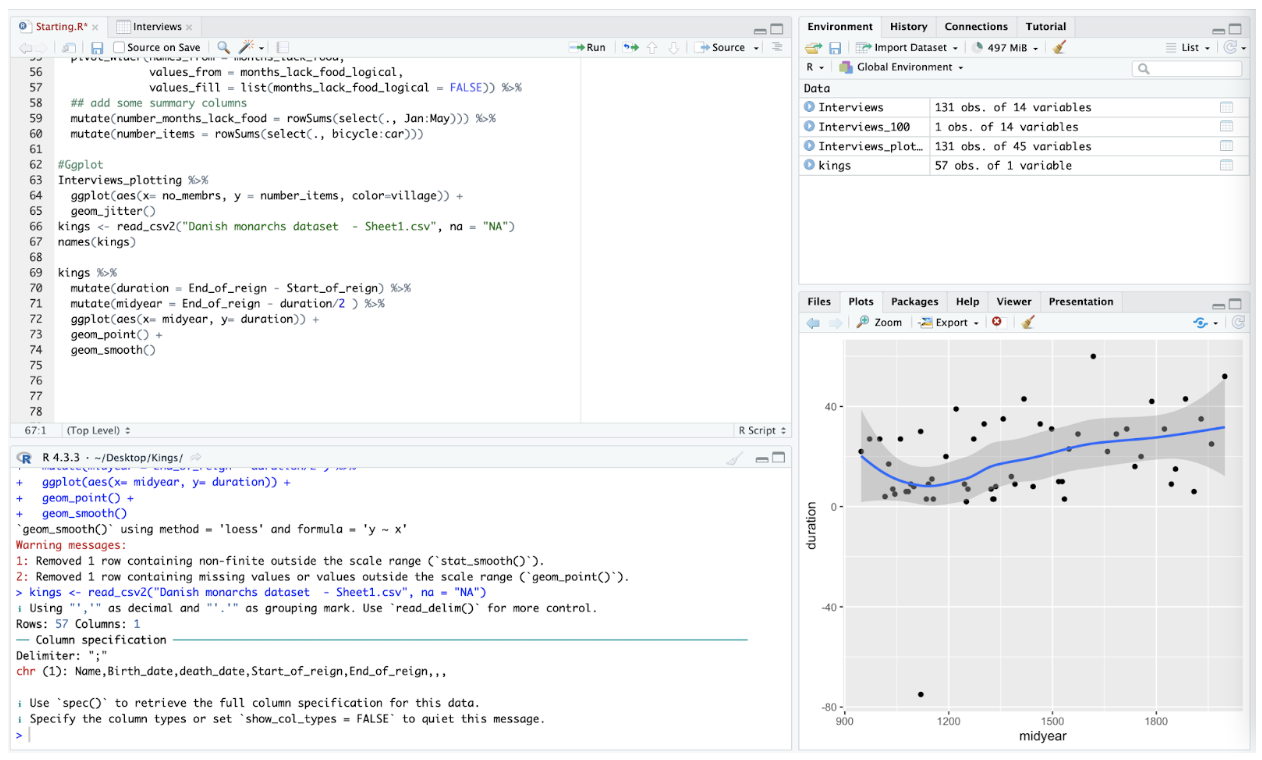 Starting.R*
Interviews
Source on Save
Run
Source
56 values_from = months_lack_food_logical,
57 values_fill = list(months_lack_food_logical = FALSE)) %>%
58 ## add some summary columns
59 mutate(number_months_lack_food = rowSums(select(., Jan:May))) %>%
60 mutate(number_items = rowSums(select(., bicycle:car)))
61
62 #Ggplot
63 Interviews_plotting %>%
64 ggplot(aes(x= no_membrs, y = number_items, color=village)) +
65 geom_jitter()
66 kings <- read_csv2("Danish monarchs dataset  - Sheet1.csv", na = "NA")
67 names(kings)
68
69 kings %>%
70 mutate(duration = End_of_reign - Start_of_reign) %>%
71 mutate(midyear = End_of_reign - duration/2 ) %>%
72 ggplot(aes(x= midyear, y= duration)) +
73 geom_point() +
74 geom_smooth()
75
76
77
78
67:1 (Top Level) R Script
R 4.3.3 · ~/Desktop/Kings/
+ mutate(midyear = End_of_reign - duration/2 ) %>%
+ ggplot(aes(x= midyear, y= duration)) +
+ geom_point() +
+ geom_smooth()
`geom_smooth()` using method = 'loess' and formula = 'y ~ x'
Warning messages:
1: Removed 1 row containing non-finite outside the scale range (`stat_smooth()`).
2: Removed 1 row containing missing values or values outside the scale range (`geom_point()`).
> kings <- read_csv2("Danish monarchs dataset  - Sheet1.csv", na = "NA")
i Using "','" as decimal and "'.'" as grouping mark. Use `read_delim()` for more control.
Rows: 57 Columns: 1
── Column specification ──
Delimiter: ";"
chr (1): Name,Birth_date,death_date,Start_of_reign,End_of_reign,,,
i Use `spec()` to retrieve the full column specification for this data.
i Specify the column types or set `show_col_types = FALSE` to quiet this message.
>
Environment History Connections Tutorial
Import Dataset 497 MiB List
R Global Environment
Data
Interviews 131 obs. of 14 variables
Interviews_100 1 obs. of 14 variables
Interviews_plot… 131 obs. of 45 variables
kings 57 obs. of 1 variable
Files Plots Packages Help Viewer Presentation
Zoom Export
duration
40
0
-40
-80
900 1200 1500 1800
midyear